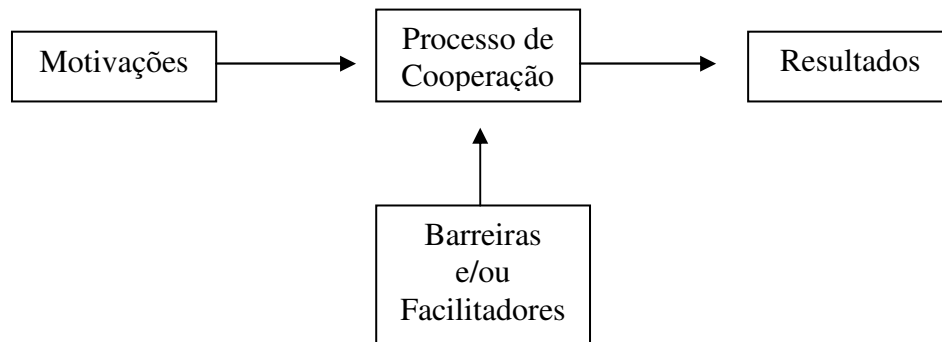 Motivações
Processo de
Cooperação
Resultados
Barreiras
e/ou
Facilitadores